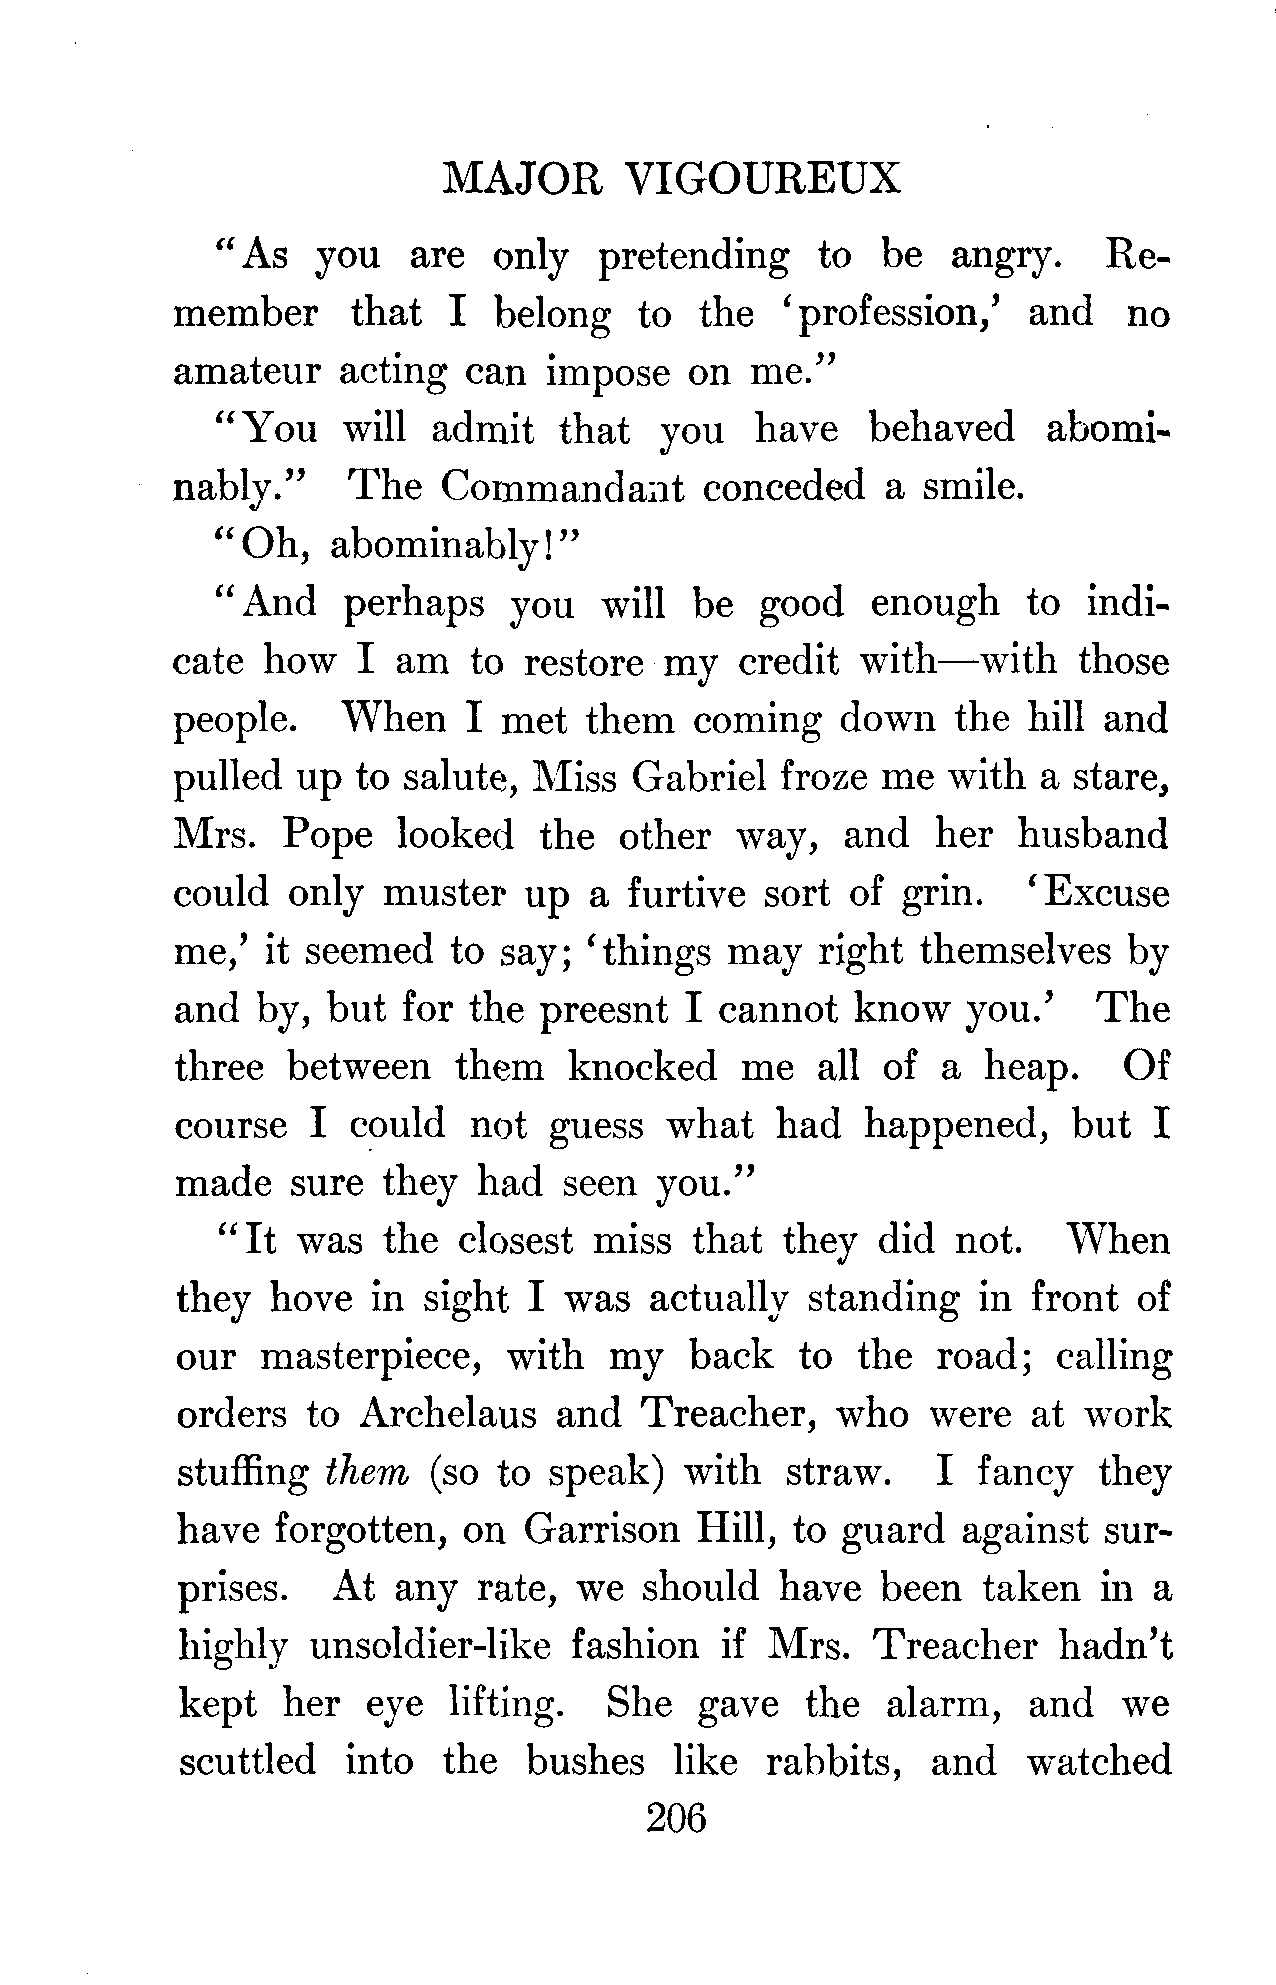 MAJOR VIGOUREUX
"As you are only pretending to be angry. Re-
member that I belong to the 'profession,' and no
amateur acting can impose on me."
"You will admit that you have behaved abomi-
nably." The Commandant conceded a smile.
"Oh, abominably!"
"And perhaps you will be good enough to indi-
cate how I am to restore my credit with—with those
people. When I met them coming down the hill and
pulled up to salute, Miss Gabriel froze me with a stare,
Mrs. Pope looked the other way, and her husband
could only muster up a furtive sort of grin. 'Excuse
me,' it seemed to say; 'things may right themselves by
and by, but for the preesnt I cannot know you.' The
three between them knocked me all of a heap. Of
course I could not guess what had happened, but I
made sure they had seen you."
"It was the closest miss that they did not. When
they hove in sight I was actually standing in front of
our masterpiece, with my back to the road; calling
orders to Archelaus and Treacher, who were at work
stuffing them (so to speak) with straw. I fancy they
have forgotten, on Garrison Hill, to guard against sur-
prises. At any rate, we should have been taken in a
highly unsoldier-like fashion if Mrs. Treacher hadn't
kept her eye lifting. She gave the alarm, and we
scuttled into the bushes like rabbits, and watched
206